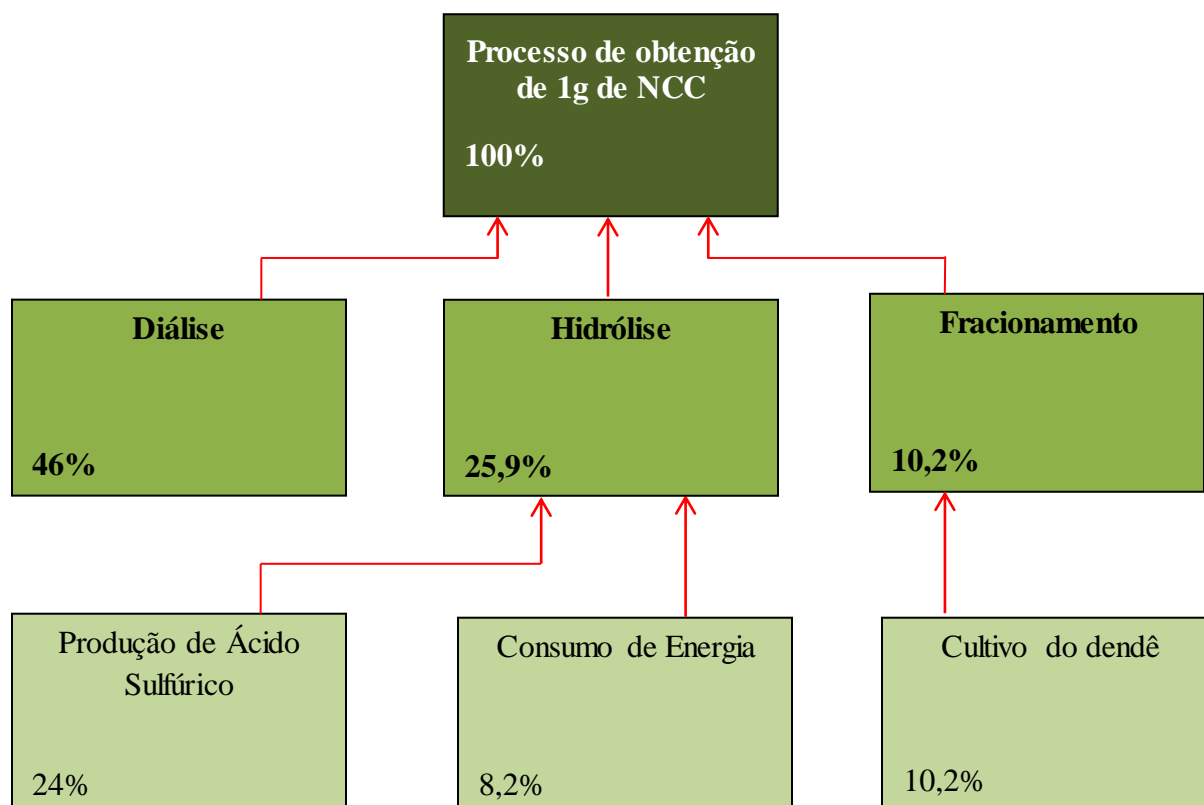 Processo de obtenção
de 1g de NCC
100%
Diálise
46%
Hidrólise
25,9%
Fracionamento
10,2%
Produção de Ácido
Sulfúrico
24%
Consumo de Energia
8,2%
Cultivo do dendê
10,2%